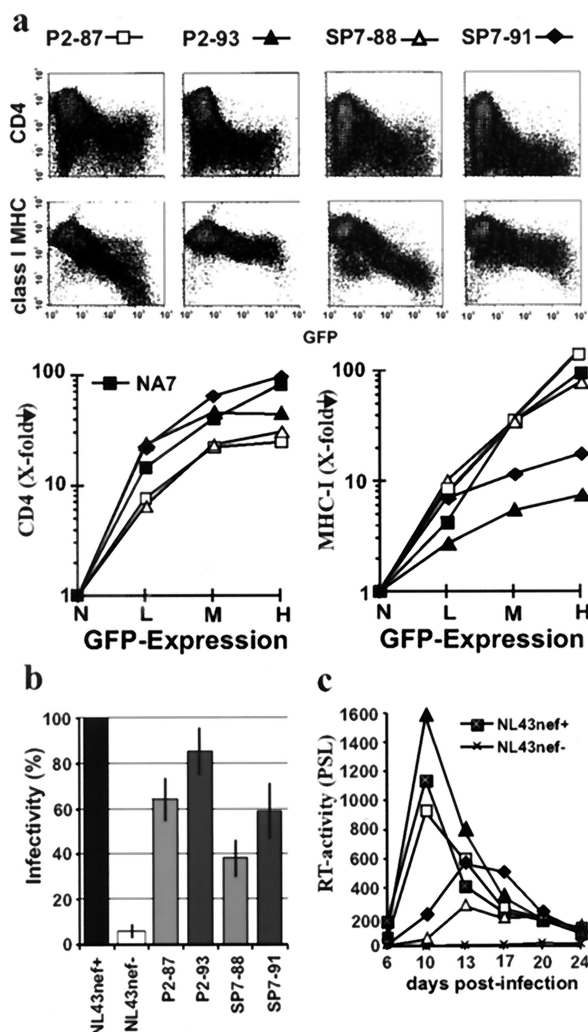 a
P2-87 P2-93 SP7-88 SP7-91
CD4
class I MHC
GFP
100
10
1
CD4 (X-fold▼)
NA7
N L M H
GFP-Expression
100
10
1
MHC-I (X-fold▼)
N L M H
GFP-Expression
b
Infectivity (%)
100
80
60
40
20
0
NL43nef+
NL43nef-
P2-87
P2-93
SP7-88
SP7-91
c
RT-activity (PSL)
1600
1400
1200
1000
800
600
400
200
0
NL43nef+
NL43nef-
6 10 13 17 20 24
days post-infection